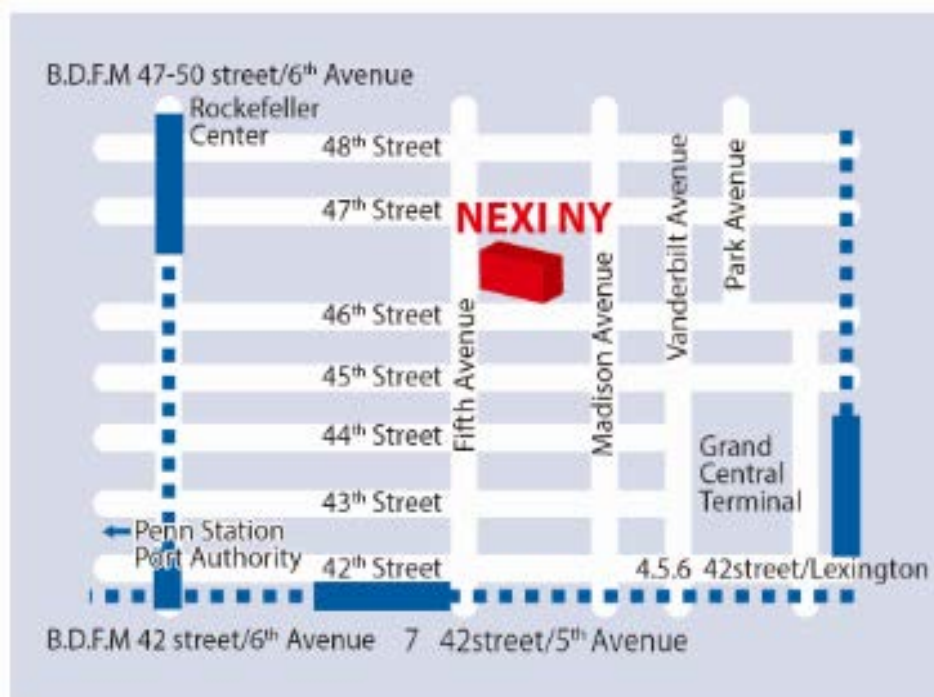 B.D.F.M 47-50 street/6th Avenue
Rockefeller
Center
48th Street
47th Street
NEXI NY
46th Street
45th Street
44th Street
43th Street
42th Street
Fifth Avenue
Madison Avenue
Vanderbilt Avenue
Park Avenue
Grand
Central
Terminal
Penn Station
Port Authority
4.5.6 42street/Lexington
B.D.F.M 42 street/6th Avenue 7 42street/5th Avenue